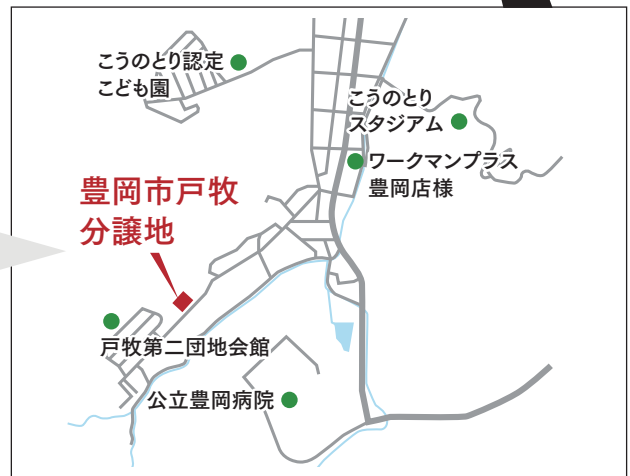 こうのとり認定
こども園
こうのとり
スタジアム
ワークマンプラス
豊岡店様
豊岡市戸牧
分譲地
戸牧第二団地会館
公立豊岡病院